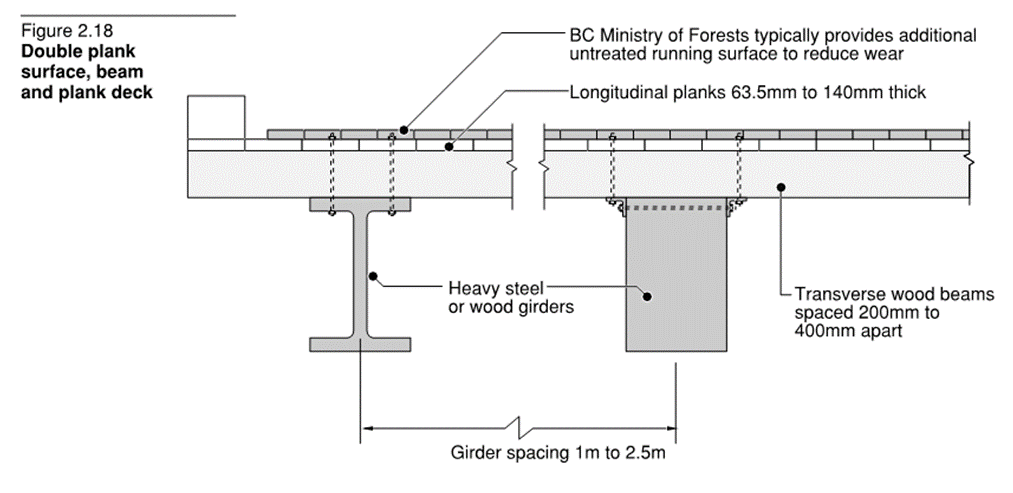 Figure 2.18
Double plank
surface, beam
and plank deck
BC Ministry of Forests typically provides additional
untreated running surface to reduce wear
Longitudinal planks 63.5mm to 140mm thick
Heavy steel
or wood girders
Transverse wood beams
spaced 200mm to
400mm apart
Girder spacing 1m to 2.5m